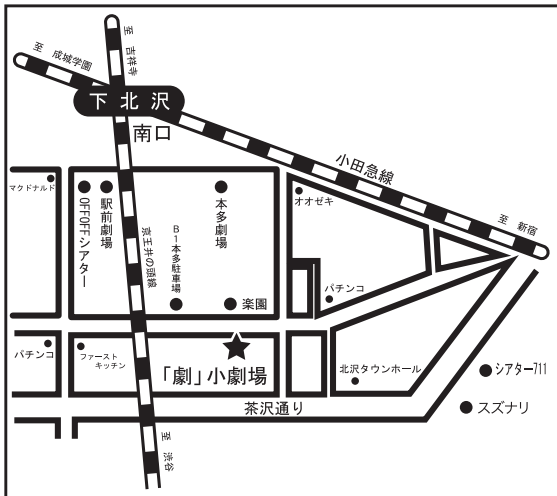 至 成城学園
至 吉祥寺
下北沢
南口
小田急線
至 新宿
マクドナルド
OFFOFFシアター
駅前劇場
京王井の頭線
B1本多駐車場
本多劇場
オオゼキ
パチンコ
楽園
パチンコ
ファースト
キッチン
「劇」小劇場
北沢タウンホール
シアター711
スズナリ
茶沢通り
至 渋谷